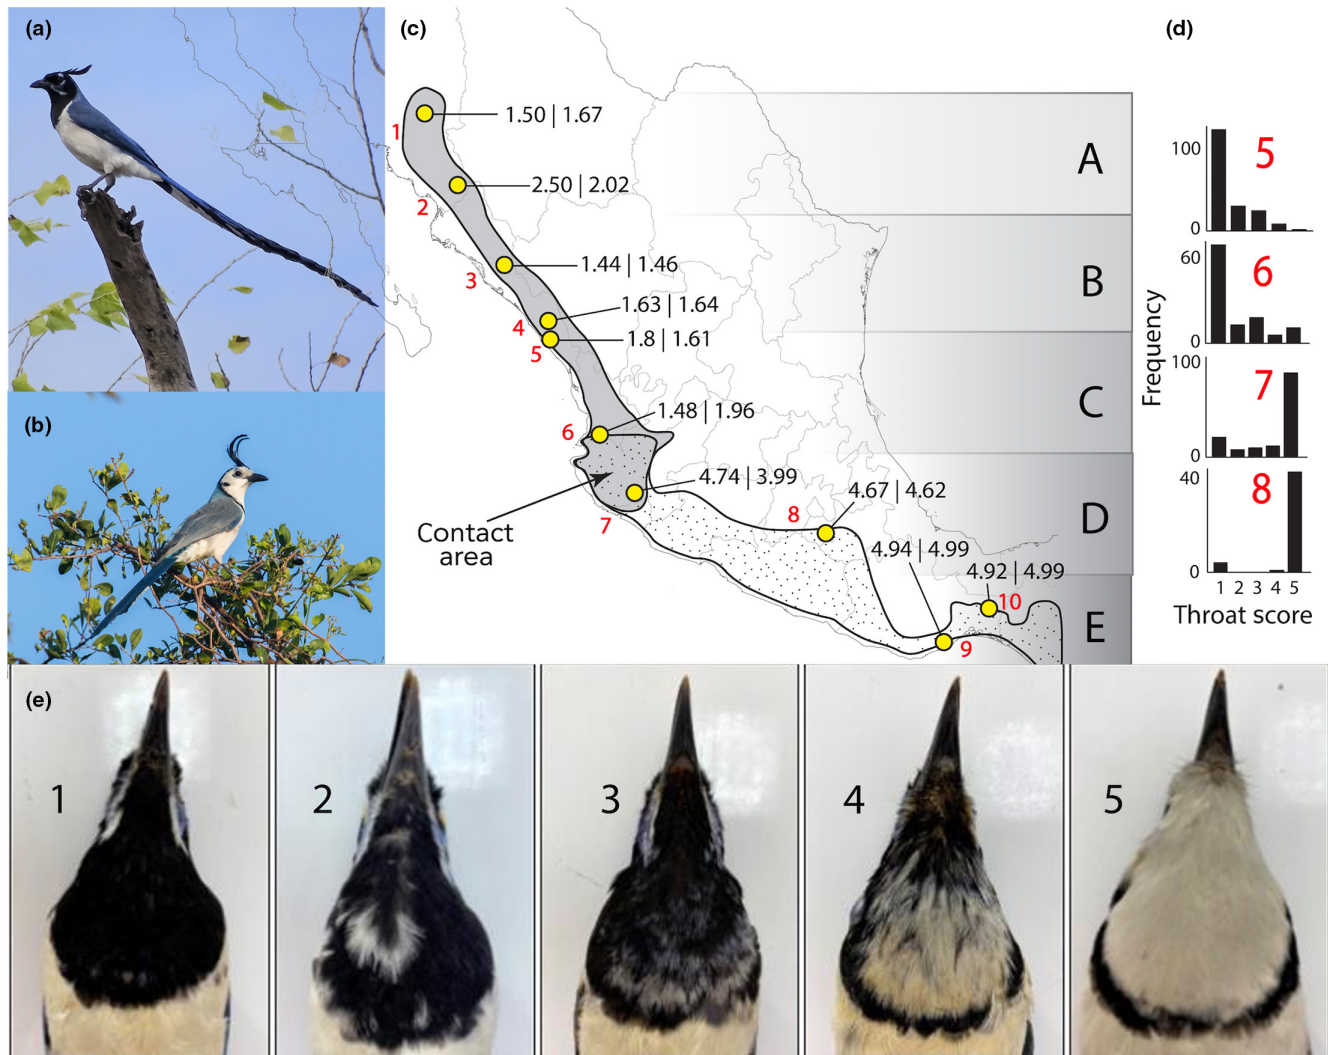 (a)
(b)
(c)
1
1.50 | 1.67
2
2.50 | 2.02
3
1.44 | 1.46
4
1.63 | 1.64
5
1.8 | 1.61
6
1.48 | 1.96
7
4.74 | 3.99
8
4.67 | 4.62
4.94 | 4.99
9
4.92 | 4.99
10
Contact
area
A
B
C
D
E
(d)
Frequency
100
0
5
60
0
6
100
0
7
40
0
8
1 2 3 4 5
Throat score
(e)
1
2
3
4
5